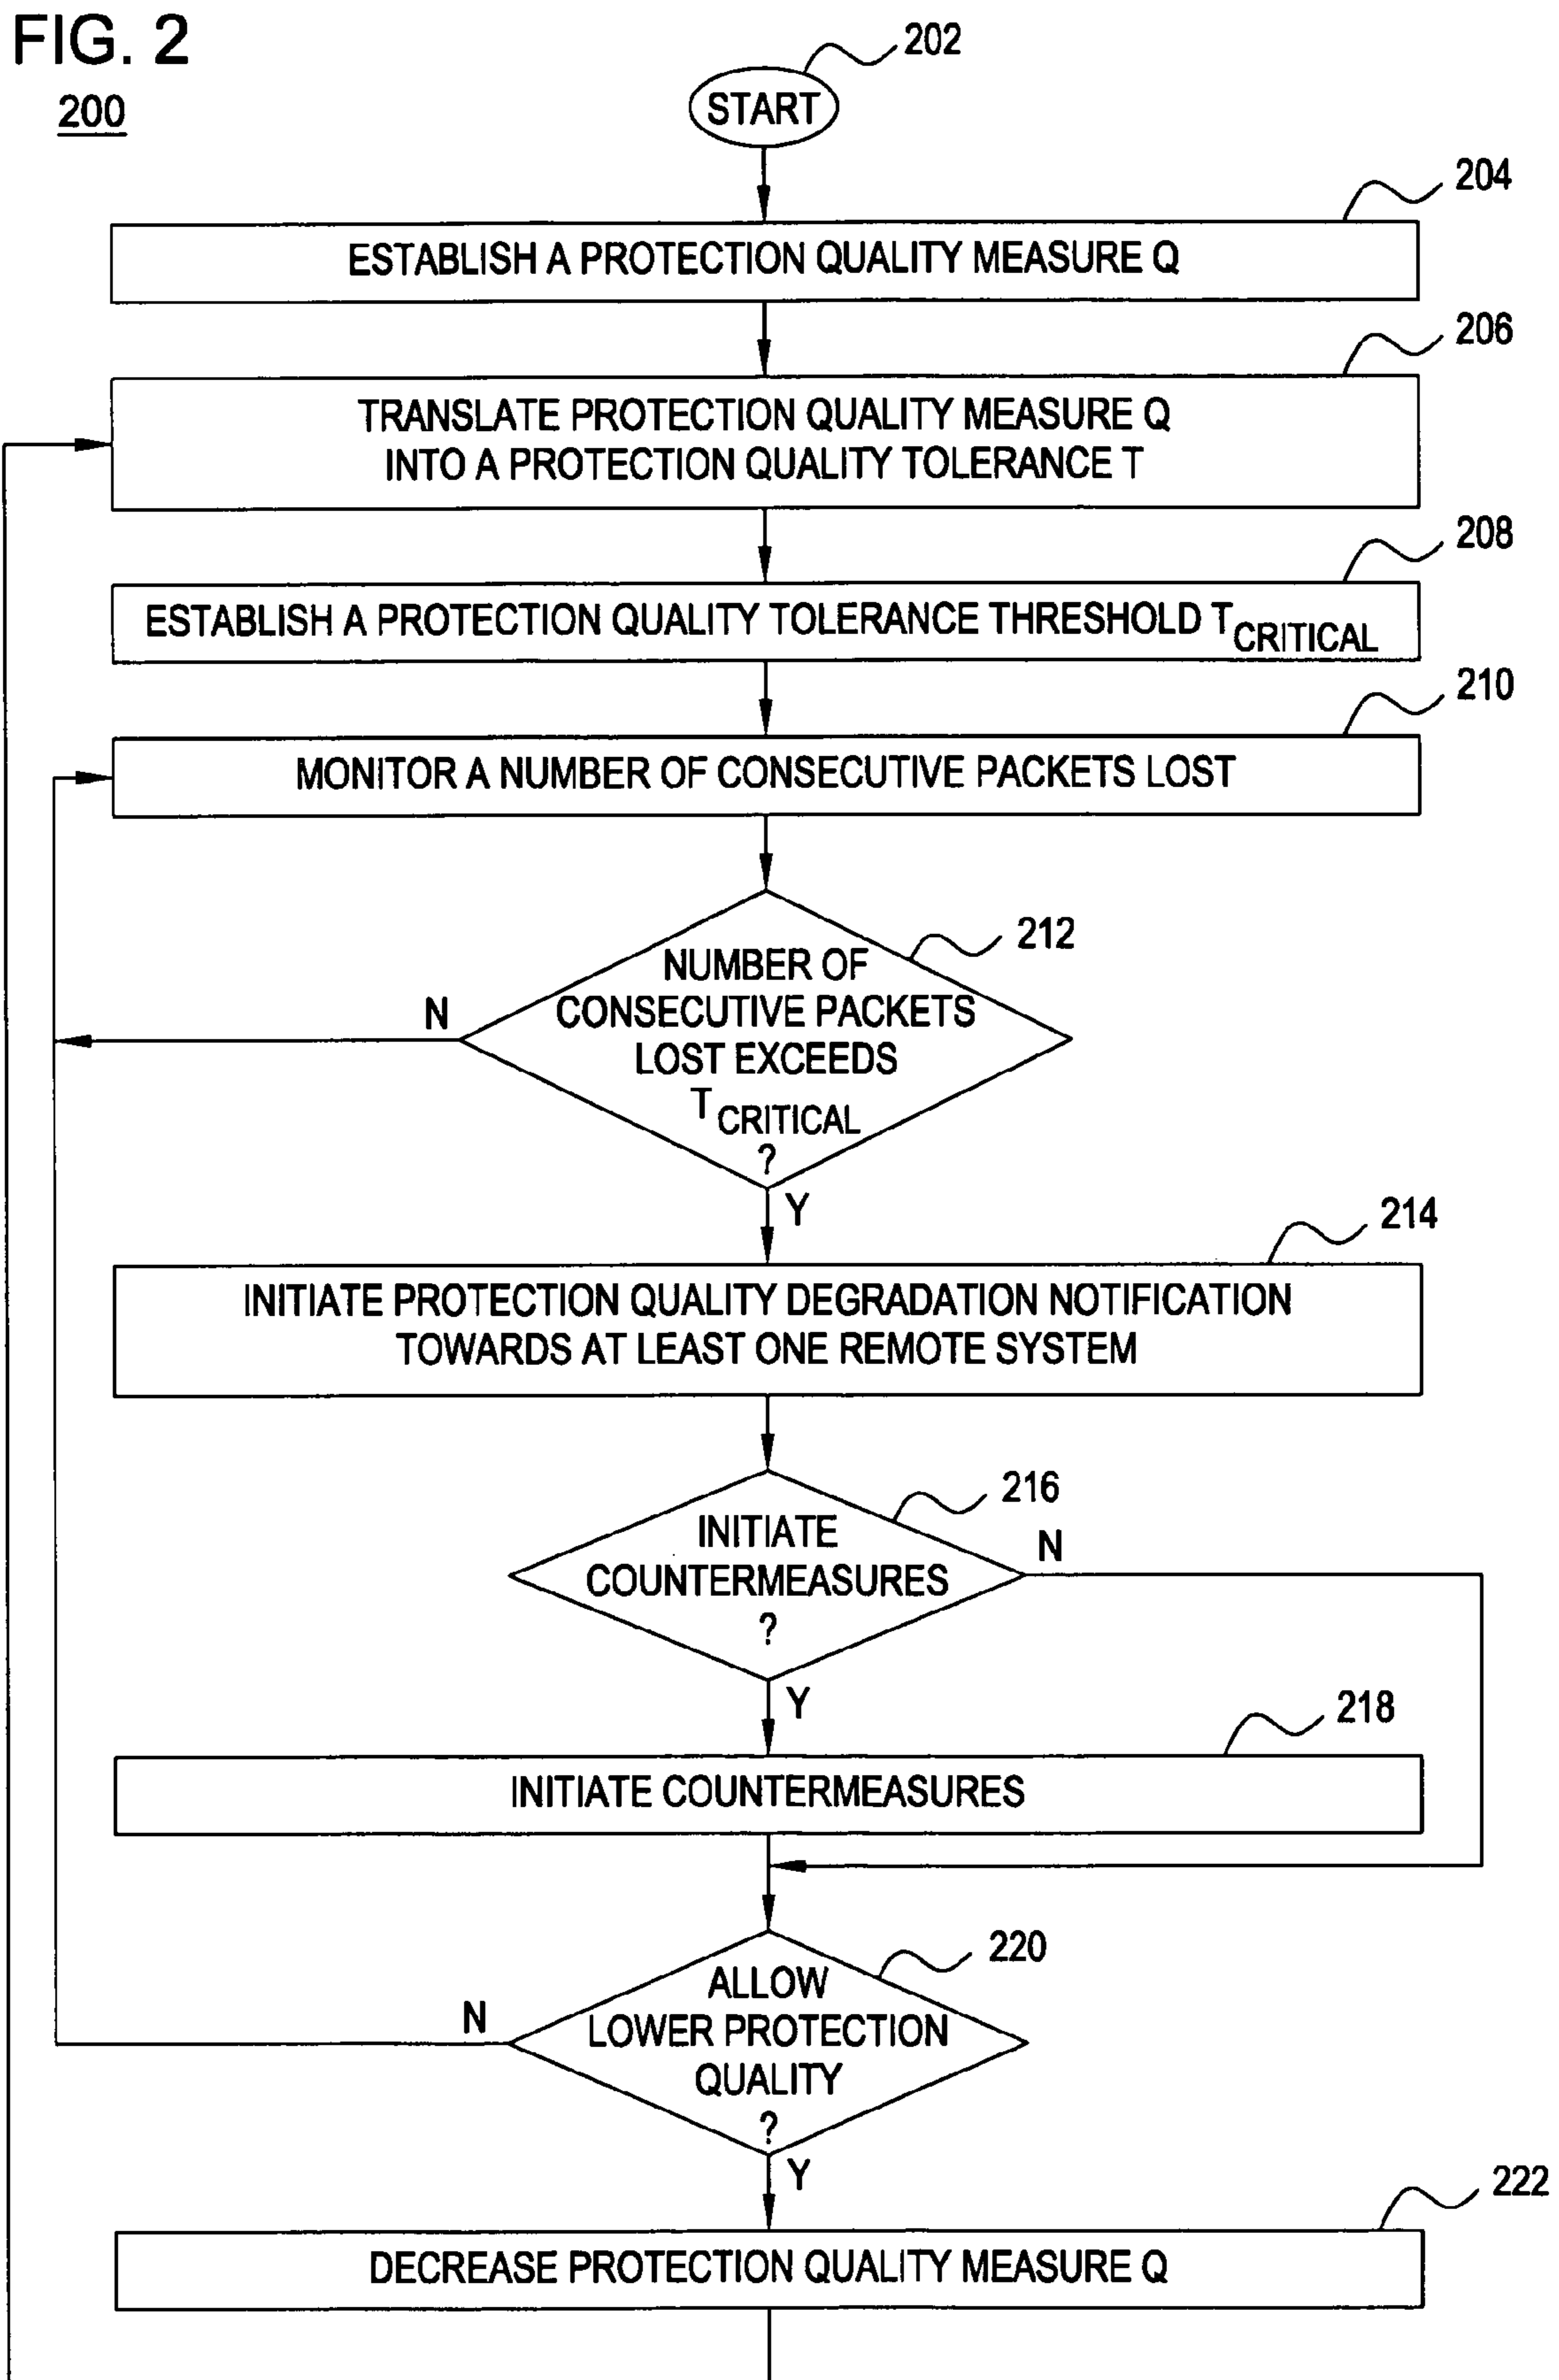 FIG. 2
200
202
START
204
ESTABLISH A PROTECTION QUALITY MEASURE Q
206
TRANSLATE PROTECTION QUALITY MEASURE Q
INTO A PROTECTION QUALITY TOLERANCE T
208
ESTABLISH A PROTECTION QUALITY TOLERANCE THRESHOLD T CRITICAL
210
MONITOR A NUMBER OF CONSECUTIVE PACKETS LOST
212
NUMBER OF
CONSECUTIVE PACKETS
LOST EXCEEDS
T CRITICAL
?
N
Y
214
INITIATE PROTECTION QUALITY DEGRADATION NOTIFICATION
TOWARDS AT LEAST ONE REMOTE SYSTEM
216
INITIATE
COUNTERMEASURES
?
N
Y
218
INITIATE COUNTERMEASURES
220
ALLOW
LOWER PROTECTION
QUALITY
?
N
Y
222
DECREASE PROTECTION QUALITY MEASURE Q